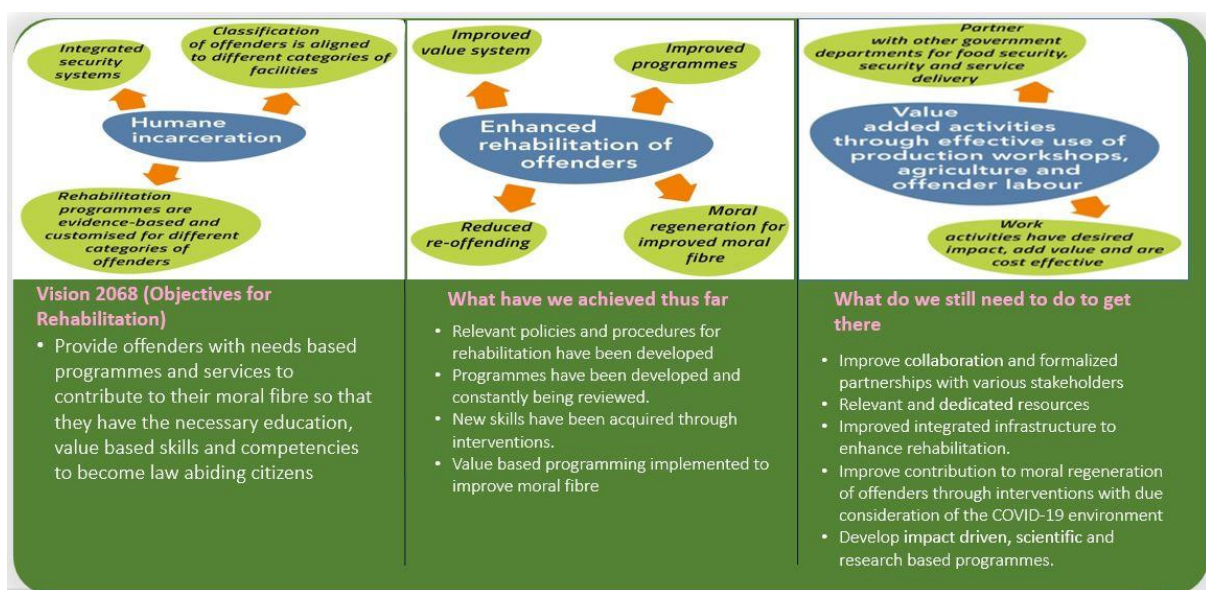 Integrated
security
systems
Classification
of offenders is aligned
to different categories of
facilities
Humane
incarceration
Rehabilitation
programmes are
evidence-based and
customised for different
categories of
offenders
Vision 2068 (Objectives for
Rehabilitation)
• Provide offenders with needs based
programmes and services to
contribute to their moral fibre so that
they have the necessary education,
value based skills and competencies
to become law abiding citizens
Improved
value system
Improved
programmes
Enhanced
rehabilitation of
offenders
Reduced
re-offending
Moral
regeneration for
improved moral
fibre
What have we achieved thus far
• Relevant policies and procedures for
rehabilitation have been developed
• Programmes have been developed and
constantly being reviewed.
• New skills have been acquired through
interventions.
• Value based programming implemented to
improve moral fibre
Partner
with other government
departments for food security,
security and service
delivery
Value
added activities
through effective use of
production workshops,
agriculture and
offender labour
Work
activities have desired
impact, add value and are
cost effective
What do we still need to do to get
there
• Improve collaboration and formalized
partnerships with various stakeholders
• Relevant and dedicated resources
• Improved integrated infrastructure to
enhance rehabilitation.
• Improve contribution to moral regeneration
of offenders through interventions with due
consideration of the COVID-19 environment
• Develop impact driven, scientific and
research based programmes.